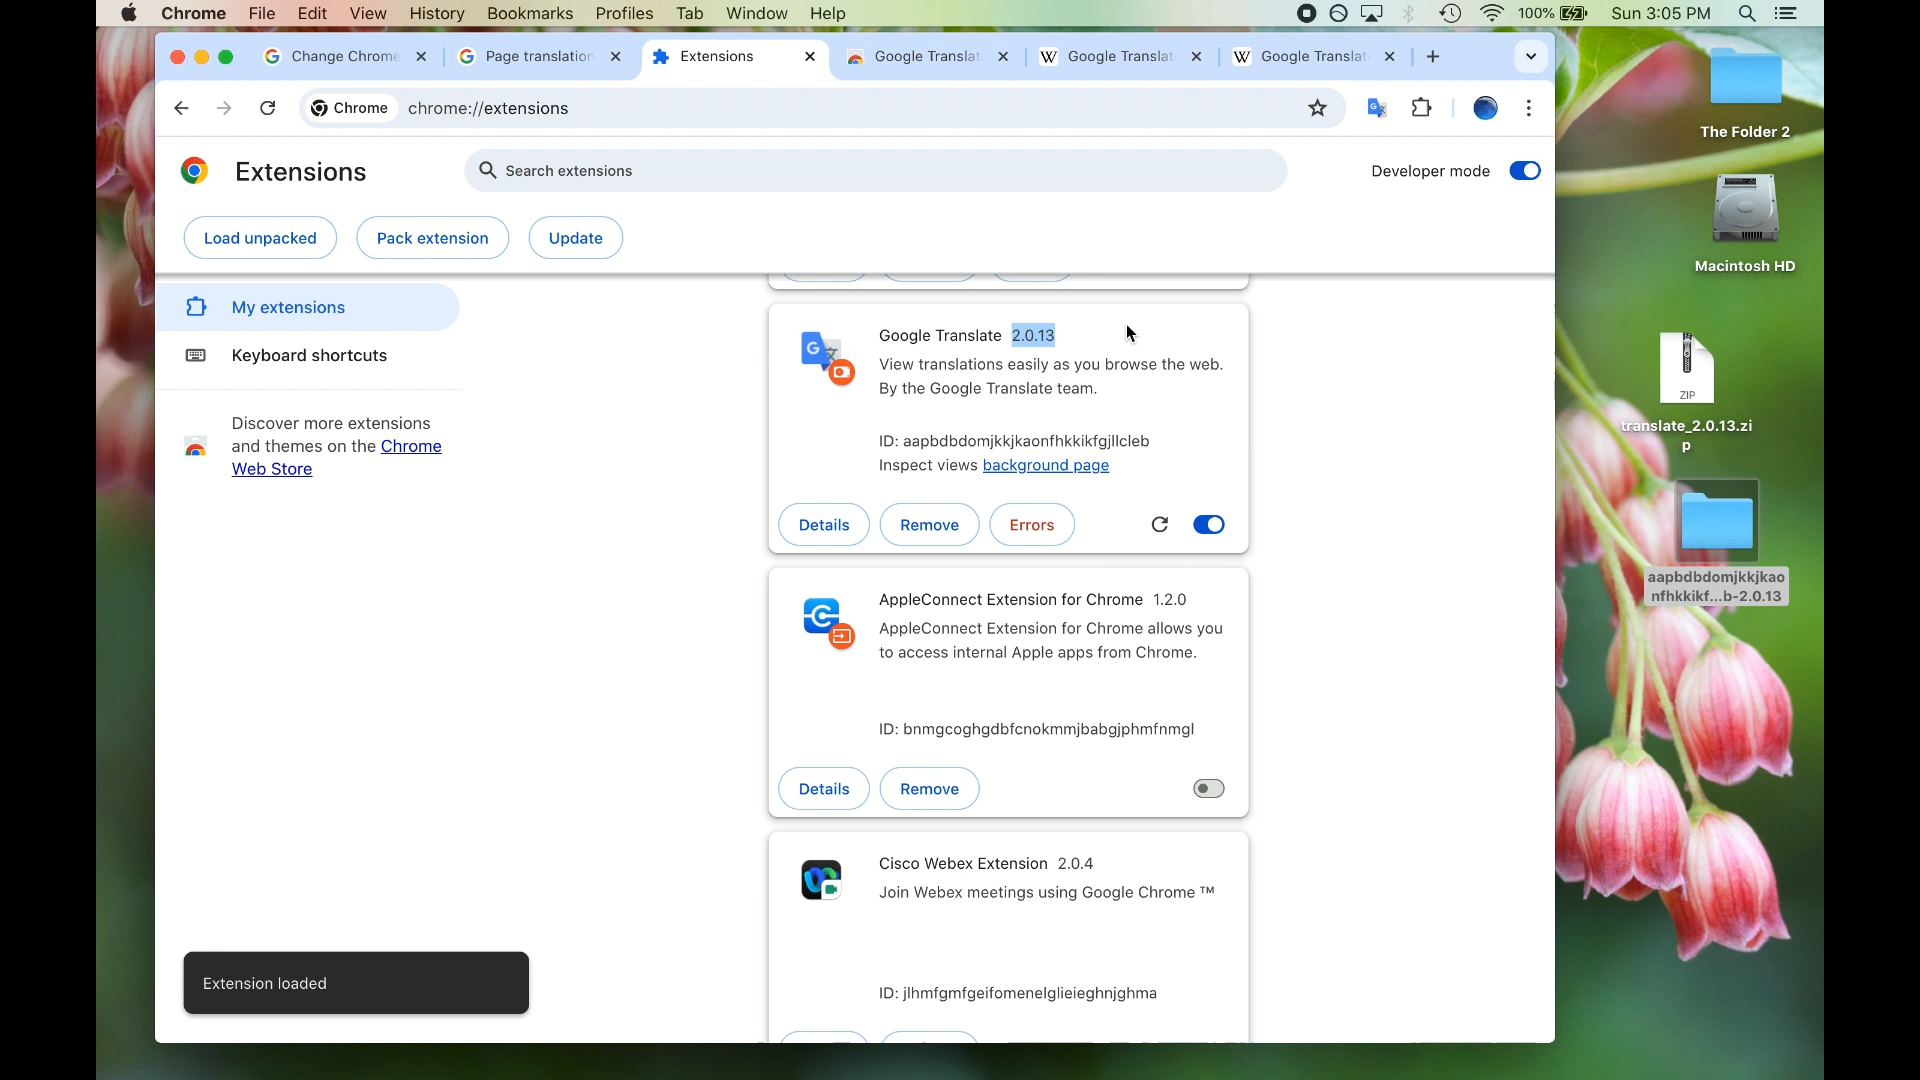 Chrome File Edit View History Bookmarks Profiles Tab Window Help 100% Sun 3:05 PM
Change Chrome Page translation Extensions Google Translat Google Translat Google Translat
Chrome chrome://extensions
Extensions
Search extensions
Developer mode
Load unpacked
Pack extension
Update
My extensions
Keyboard shortcuts
Discover more extensions
and themes on the Chrome
Web Store
Google Translate 2.0.13
View translations easily as you browse the web.
By the Google Translate team.
ID: aapbdbdomjkkjkaonfhkkikfgjllcleb
Inspect views background page
Details
Remove
Errors
AppleConnect Extension for Chrome 1.2.0
AppleConnect Extension for Chrome allows you
to access internal Apple apps from Chrome.
ID: bnmgcoghgdbfcnokmmjbabgjphmfnmgl
Details
Remove
Cisco Webex Extension 2.0.4
Join Webex meetings using Google Chrome ™
ID: jlhmfgmfgeifomenelglieieghnjghma
Extension loaded
The Folder 2
Macintosh HD
ZIP
translate_2.0.13.zi
p
aapbdbdomjkkjkao
nfhkkikf...b-2.0.13